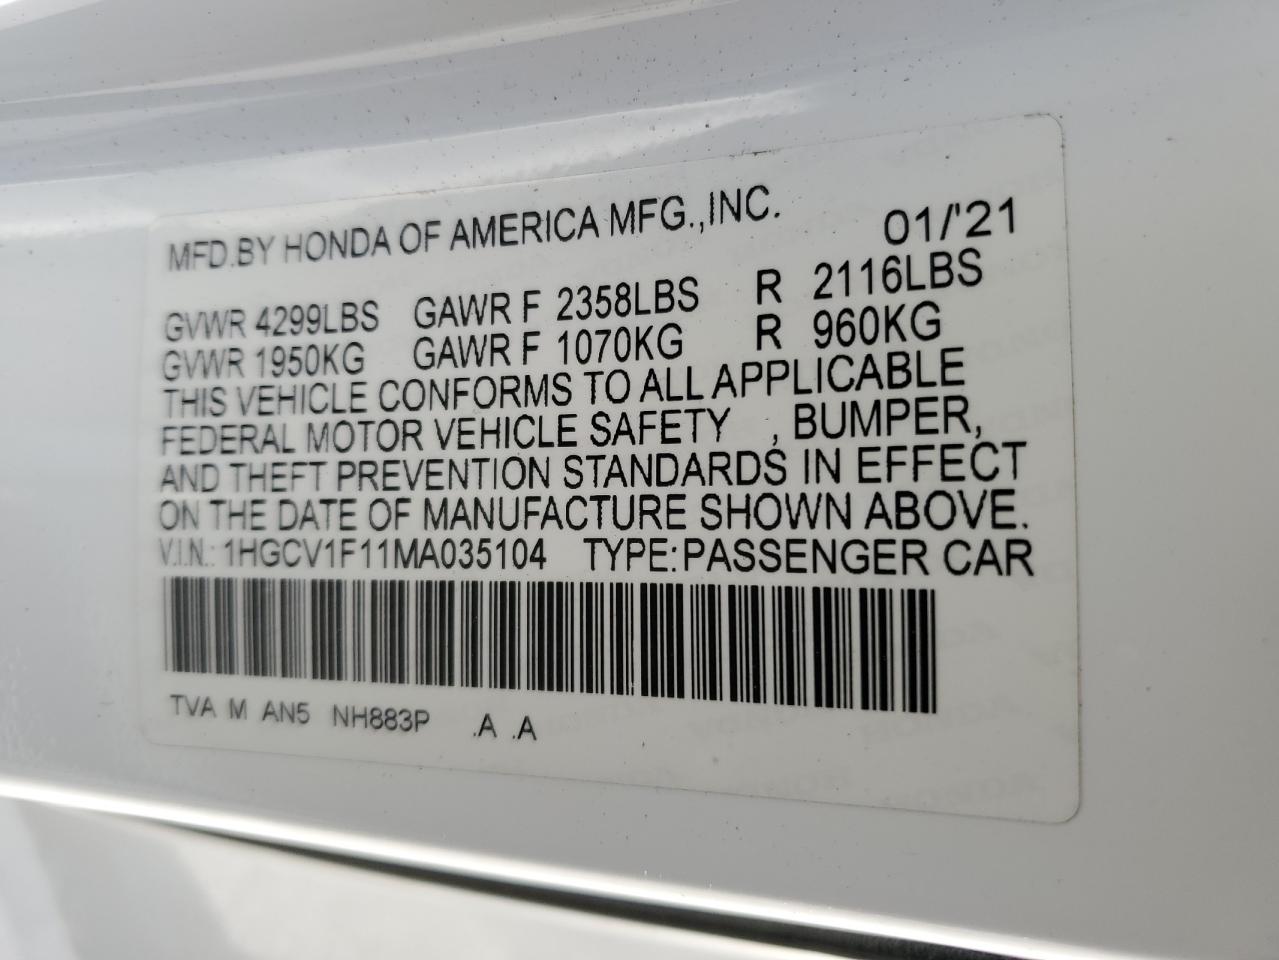 MFD.BY HONDA OF AMERICA MFG.,INC. 01/'21
GVWR 4299LBS GAWR F 2358LBS R 2116LBS
GVWR 1950KG GAWR F 1070KG R 960KG
THIS VEHICLE CONFORMS TO ALL APPLICABLE
FEDERAL MOTOR VEHICLE SAFETY , BUMPER,
AND THEFT PREVENTION STANDARDS IN EFFECT
ON THE DATE OF MANUFACTURE SHOWN ABOVE.
V.I.N.: 1HGCV1F11MA035104 TYPE:PASSENGER CAR
TVA M AN5 NH883P .A .A